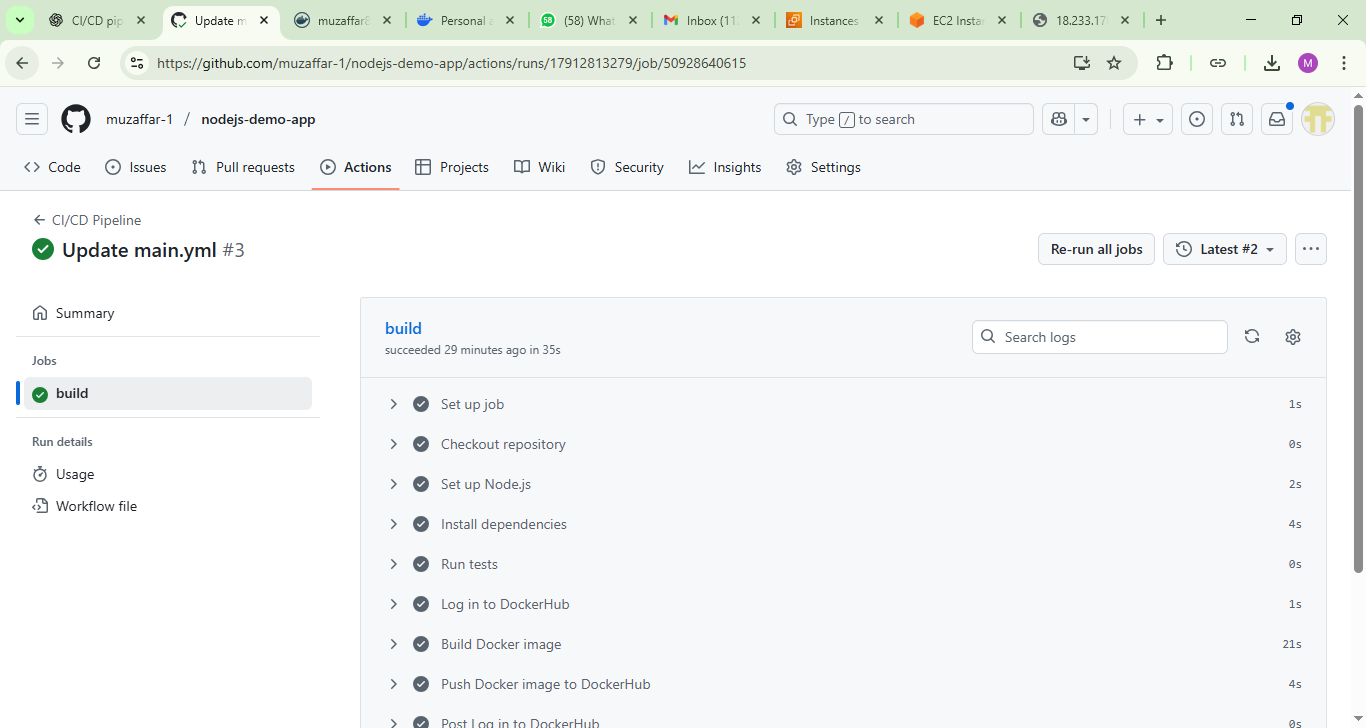 CI/CD pip
Update m
muzaffar8
Personal a
(58) What
Inbox (11
Instances
EC2 Insta
18.233.17
https://github.com/muzaffar-1/nodejs-demo-app/actions/runs/17912813279/job/50928640615
M
muzaffar-1 / nodejs-demo-app
Type / to search
Code
Issues
Pull requests
Actions
Projects
Wiki
Security
Insights
Settings
CI/CD Pipeline
Update main.yml #3
Re-run all jobs
Latest #2
Summary
Jobs
build
Run details
Usage
Workflow file
build
succeeded 29 minutes ago in 35s
Search logs
Set up job 1s
Checkout repository 0s
Set up Node.js 2s
Install dependencies 4s
Run tests 0s
Log in to DockerHub 1s
Build Docker image 21s
Push Docker image to DockerHub 4s
Post Log in to DockerHub 0s